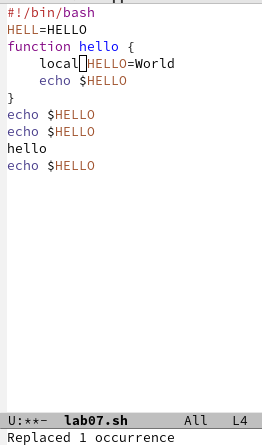 #!/bin/bash
HELL=HELLO
function hello {
    local HELLO=World
    echo $HELLO
}
echo $HELLO
echo $HELLO
hello
echo $HELLO
U:**-  lab07.sh       All   L4
Replaced 1 occurrence